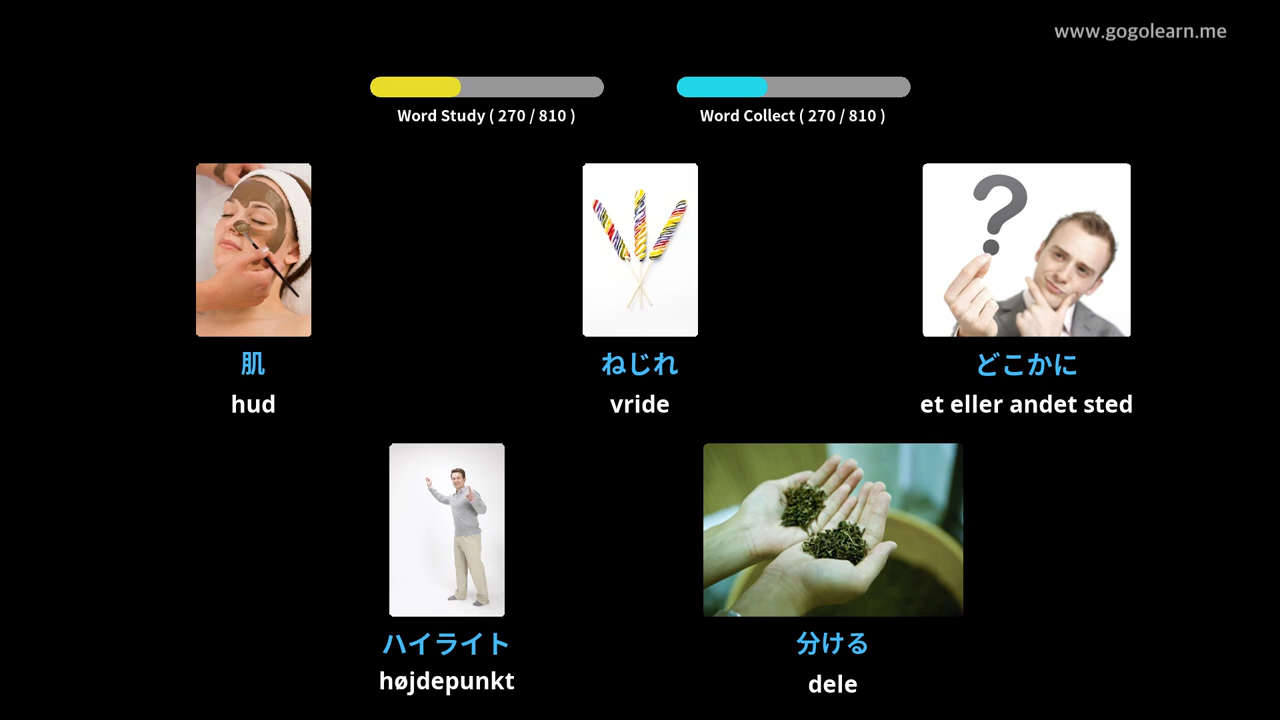 www.gogolearn.me
Word Study ( 270 / 810 )
Word Collect ( 270 / 810 )
肌
hud
ねじれ
vride
どこかに
et eller andet sted
ハイライト
højdepunkt
分ける
dele